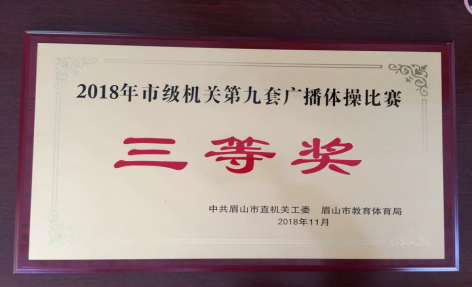 2018年市级机关第九套广播体操比赛
三等奖
中共眉山市直机关工委 眉山市教育体育局
2018年11月